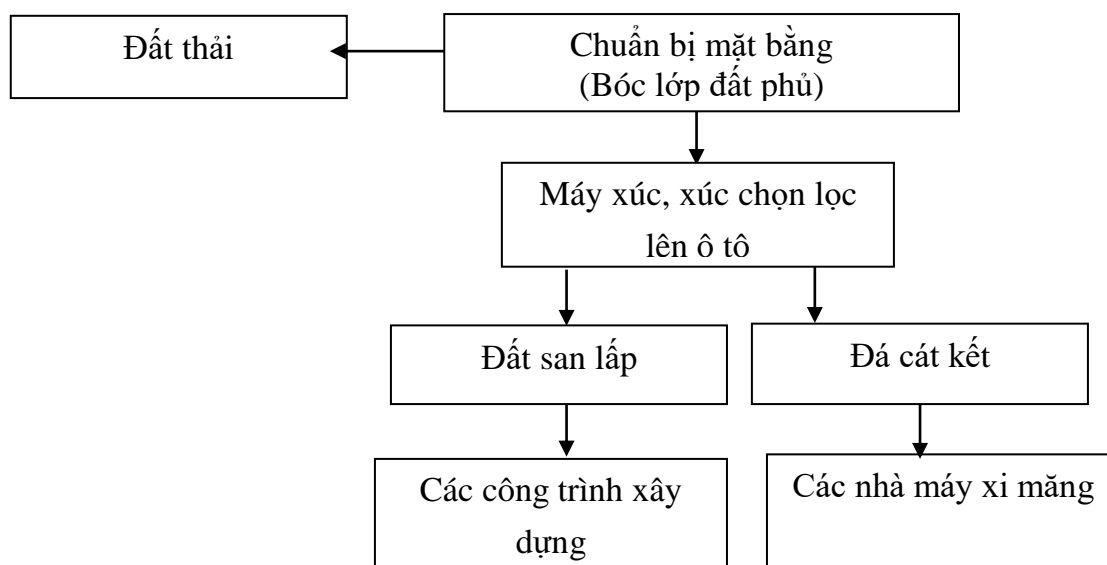 Đất thải
Chuẩn bị mặt bằng
(Bóc lớp đất phủ)
Máy xúc, xúc chọn lọc
lên ô tô
Đất san lấp
Đá cát kết
Các công trình xây
dựng
Các nhà máy xi măng